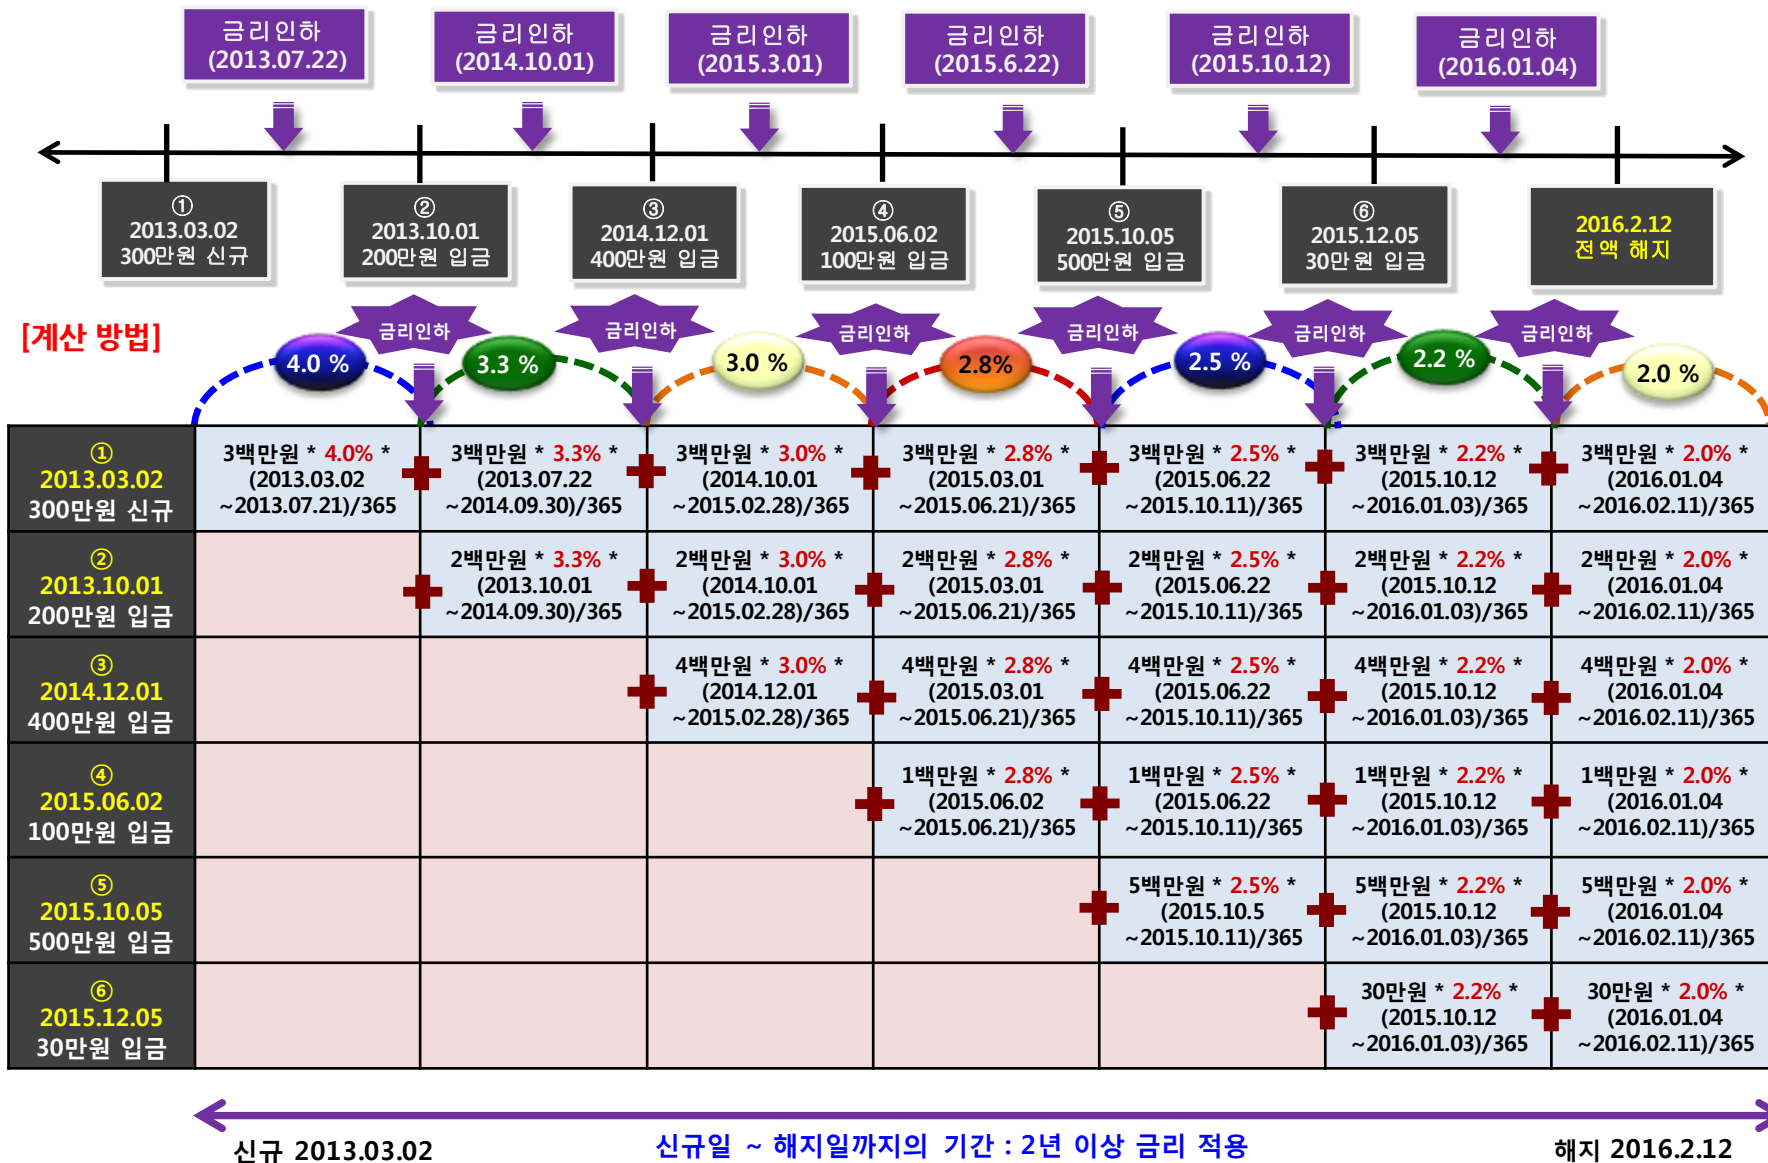 금리인하
(2013.07.22)
금리인하
(2014.10.01)
금리인하
(2015.3.01)
금리인하
(2015.6.22)
금리인하
(2015.10.12)
금리인하
(2016.01.04)
①
2013.03.02
300만원 신규
②
2013.10.01
200만원 입금
③
2014.12.01
400만원 입금
④
2015.06.02
100만원 입금
⑤
2015.10.05
500만원 입금
⑥
2015.12.05
30만원 입금
2016.2.12
전액 해지
[계산 방법]
금리인하
금리인하
금리인하
금리인하
금리인하
금리인하
4.0 %
3.3 %
3.0 %
2.8%
2.5 %
2.2 %
2.0 %
①
2013.03.02
300만원 신규
3백만원 * 4.0% *
(2013.03.02
~2013.07.21)/365
3백만원 * 3.3% *
(2013.07.22
~2014.09.30)/365
3백만원 * 3.0% *
(2014.10.01
~2015.02.28)/365
3백만원 * 2.8% *
(2015.03.01
~2015.06.21)/365
3백만원 * 2.5% *
(2015.06.22
~2015.10.11)/365
3백만원 * 2.2% *
(2015.10.12
~2016.01.03)/365
3백만원 * 2.0% *
(2016.01.04
~2016.02.11)/365
②
2013.10.01
200만원 입금
2백만원 * 3.3% *
(2013.10.01
~2014.09.30)/365
2백만원 * 3.0% *
(2014.10.01
~2015.02.28)/365
2백만원 * 2.8% *
(2015.03.01
~2015.06.21)/365
2백만원 * 2.5% *
(2015.06.22
~2015.10.11)/365
2백만원 * 2.2% *
(2015.10.12
~2016.01.03)/365
2백만원 * 2.0% *
(2016.01.04
~2016.02.11)/365
③
2014.12.01
400만원 입금
4백만원 * 3.0% *
(2014.12.01
~2015.02.28)/365
4백만원 * 2.8% *
(2015.03.01
~2015.06.21)/365
4백만원 * 2.5% *
(2015.06.22
~2015.10.11)/365
4백만원 * 2.2% *
(2015.10.12
~2016.01.03)/365
4백만원 * 2.0% *
(2016.01.04
~2016.02.11)/365
④
2015.06.02
100만원 입금
1백만원 * 2.8% *
(2015.06.02
~2015.06.21)/365
1백만원 * 2.5% *
(2015.06.22
~2015.10.11)/365
1백만원 * 2.2% *
(2015.10.12
~2016.01.03)/365
1백만원 * 2.0% *
(2016.01.04
~2016.02.11)/365
⑤
2015.10.05
500만원 입금
5백만원 * 2.5% *
(2015.10.5
~2015.10.11)/365
5백만원 * 2.2% *
(2015.10.12
~2016.01.03)/365
5백만원 * 2.0% *
(2016.01.04
~2016.02.11)/365
⑥
2015.12.05
30만원 입금
30만원 * 2.2% *
(2015.10.12
~2016.01.03)/365
30만원 * 2.0% *
(2016.01.04
~2016.02.11)/365
신규 2013.03.02
신규일 ~ 해지일까지의 기간 : 2년 이상 금리 적용
해지 2016.2.12